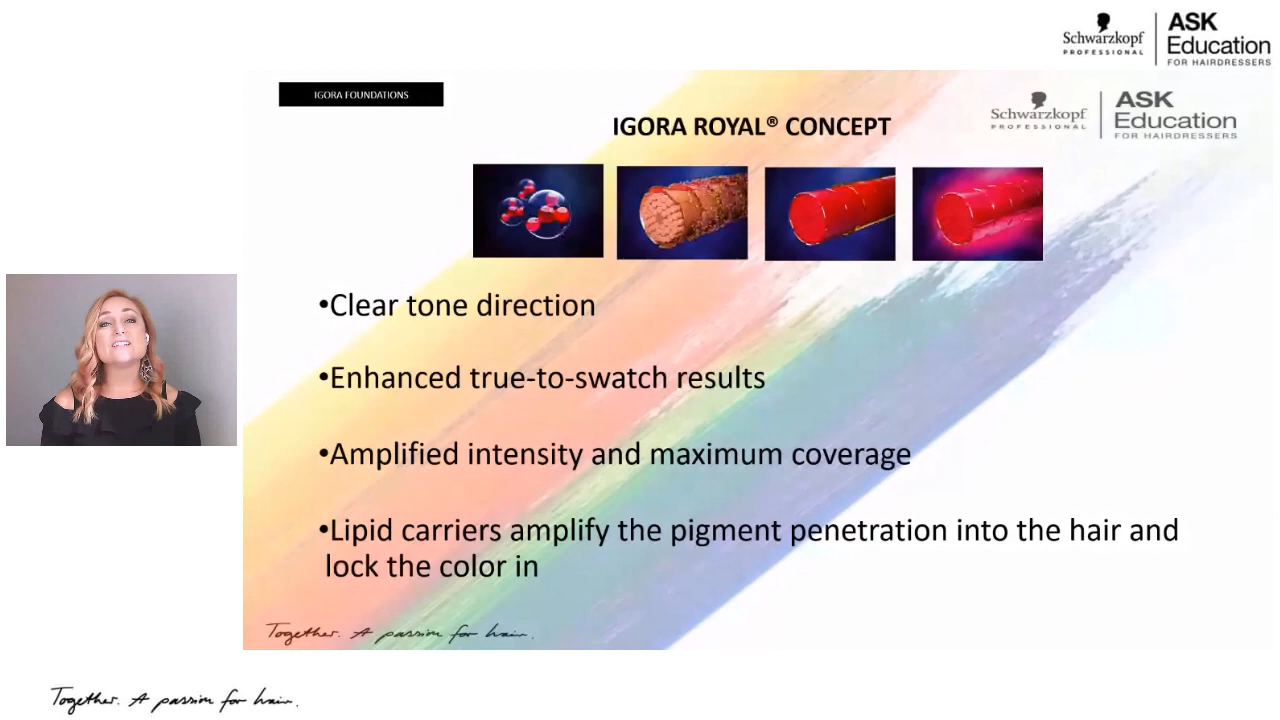 Schwarzkopf
PROFESSIONAL
ASK
Education
FOR HAIRDRESSERS
IGORA FOUNDATIONS
Schwarzkopf
PROFESSIONAL
ASK
Education
FOR HAIRDRESSERS
IGORA ROYAL® CONCEPT
•Clear tone direction
•Enhanced true-to-swatch results
•Amplified intensity and maximum coverage
•Lipid carriers amplify the pigment penetration into the hair and
lock the color in
Together. A passion for hair.
Together. A passion for hair.